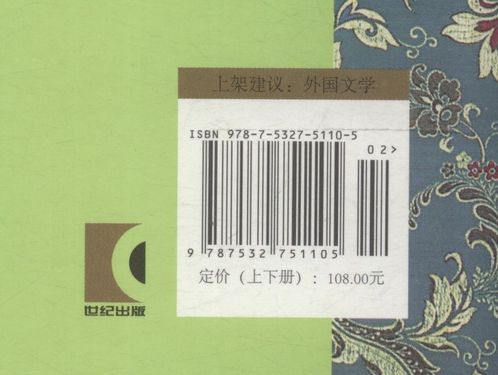 上架建议：外国文学
ISBN 978-7-5327-5110-5
02>
9 787532 751105
定价（上下册）：108.00元
世纪出版